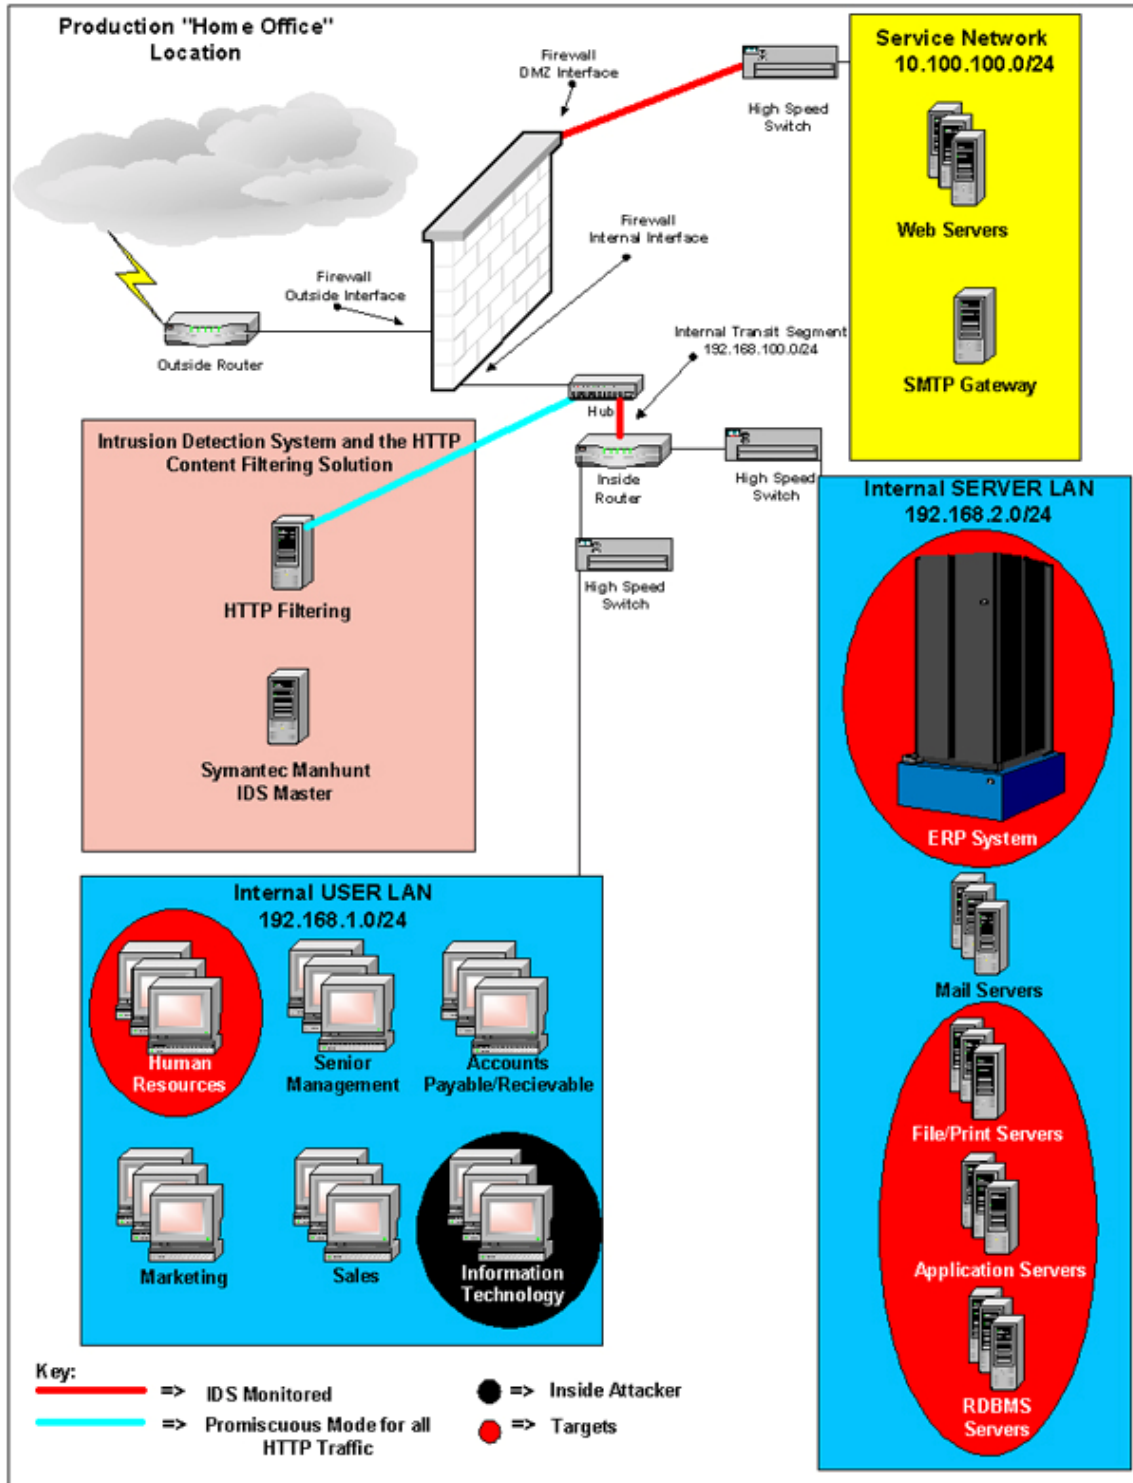 Production "Home Office"
Location
Firewall
DMZ Interface
High Speed
Switch
Service Network
10.100.100.0/24
Web Servers
SMTP Gateway
Firewall
Internal Interface
Firewall
Outside Interface
Outside Router
Internal Transit Segment
192.168.100.0/24
Hub
Inside
Router
High Speed
Switch
High Speed
Switch
Intrusion Detection System and the HTTP
Content Filtering Solution
HTTP Filtering
Symantec Manhunt
IDS Master
Internal SERVER LAN
192.168.2.0/24
ERP System
Mail Servers
File/Print Servers
Application Servers
RDBMS
Servers
Internal USER LAN
192.168.1.0/24
Human
Resources
Senior
Management
Accounts
Payable/Recievable
Marketing
Sales
Information
Technology
Key:
=> IDS Monitored
=> Promiscuous Mode for all
HTTP Traffic
=> Inside Attacker
=> Targets